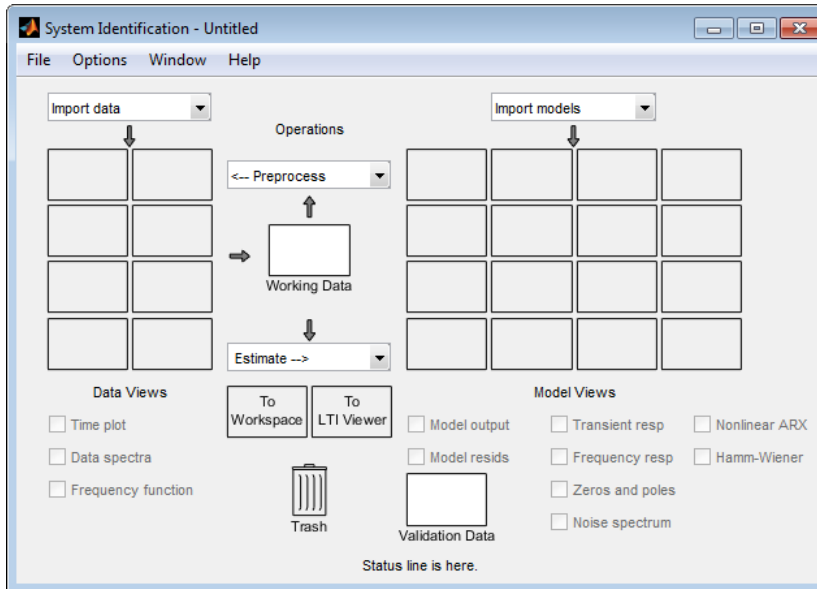 System Identification - Untitled
File Options Window Help
Import data
Operations
Import models
<-- Preprocess
Working Data
Estimate -->
Data Views
To Workspace
To LTI Viewer
Model Views
Time plot
Data spectra
Frequency function
Model output
Model resids
Transient resp
Frequency resp
Zeros and poles
Noise spectrum
Nonlinear ARX
Hamm-Wiener
Trash
Validation Data
Status line is here.